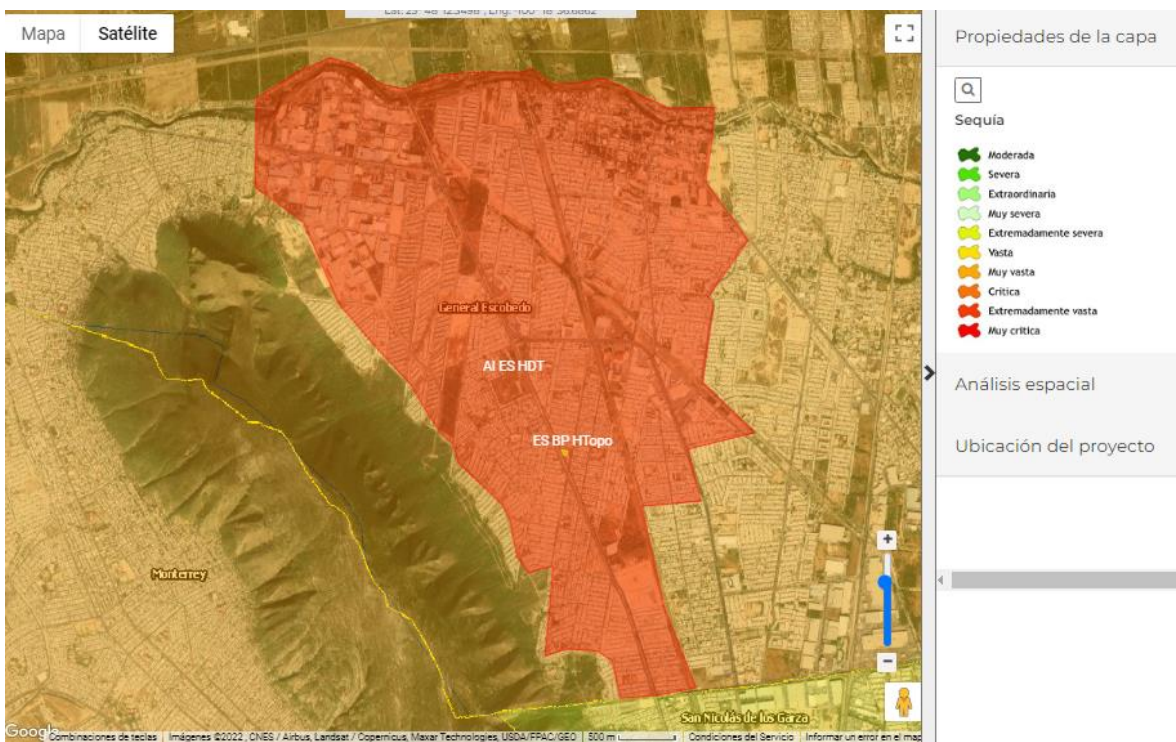 Mapa
Satélite
Propiedades de la capa
Sequía
Moderada
Severa
Extraordinaria
Muy severa
Extremadamente severa
Vasta
Muy vasta
Crítica
Extremadamente vasta
Muy crítica
General Escobedo
AI ES HDT
ES BP HTopo
Análisis espacial
Ubicación del proyecto
Monterrey
San Nicolás de los Garza
Google
Combinaciones de teclas
Imágenes ©2022 , CNES / Airbus, Landsat / Copernicus, Maxar Technologies, USDA/FPAC/GEO
500 m
Condiciones del Servicio
Informar un error en el map